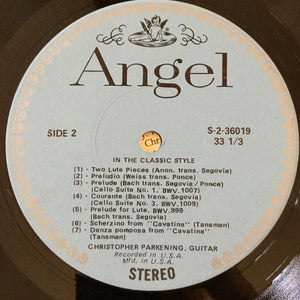 Angel
SIDE 2
S-2-36019
33 1/3
Chr
IN THE CLASSIC STYLE
(1) - Two Lute Pieces (Anon. trans. Segovia)
(2) - Preludio (Weiss trans. Ponce)
(3) - Prelude (Bach trans. Segovia / Ponce)
(Cello Suite No. 1, BWV.1007)
(4) - Courante (Bach trans. Segovia)
(Cello Suite No. 3, BWV.1009)
(5) - Prelude for Lute, BWV.999
(Bach trans. Segovia)
(6) - Scherzino from "Cavatina" (Tansman)
(7) - Danza pomposa from "Cavatina"
(Tansman)
CHRISTOPHER PARKENING, GUITAR
Recorded in U.S.A.
Mfd. in U.S.A.
STEREO